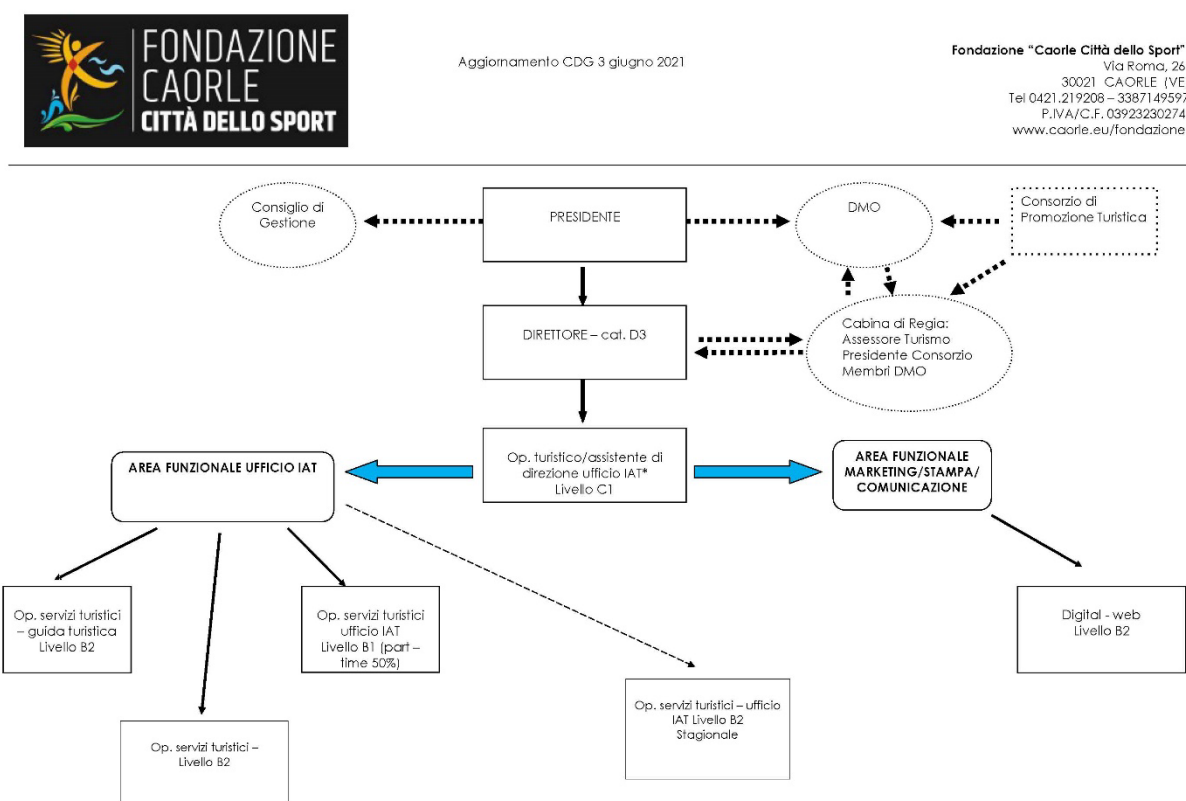 FONDAZIONE
CAORLE
CITTÀ DELLO SPORT
Aggiornamento CDG 3 giugno 2021
Fondazione "Caorle Città dello Sport"
Via Roma, 26
30021 CAORLE (VE
Tel 0421.219208 – 3387149597
P.IVA/C.F. 03923230274
www.caorle.eu/fondazione
Consiglio di
Gestione
PRESIDENTE
DMO
Consorzio di
Promozione Turistica
DIRETTORE – cat. D3
Cabina di Regia:
Assessore Turismo
Presidente Consorzio
Membri DMO
AREA FUNZIONALE UFFICIO IAT
Op. turistico/assistente di
direzione ufficio IAT*
Livello C1
AREA FUNZIONALE
MARKETING/STAMPA/
COMUNICAZIONE
Op. servizi turistici
– guida turistica
Livello B2
Op. servizi turistici
ufficio IAT
Livello B1 (part –
time 50%)
Digital - web
Livello B2
Op. servizi turistici – ufficio
IAT Livello B2
Stagionale
Op. servizi turistici –
Livello B2